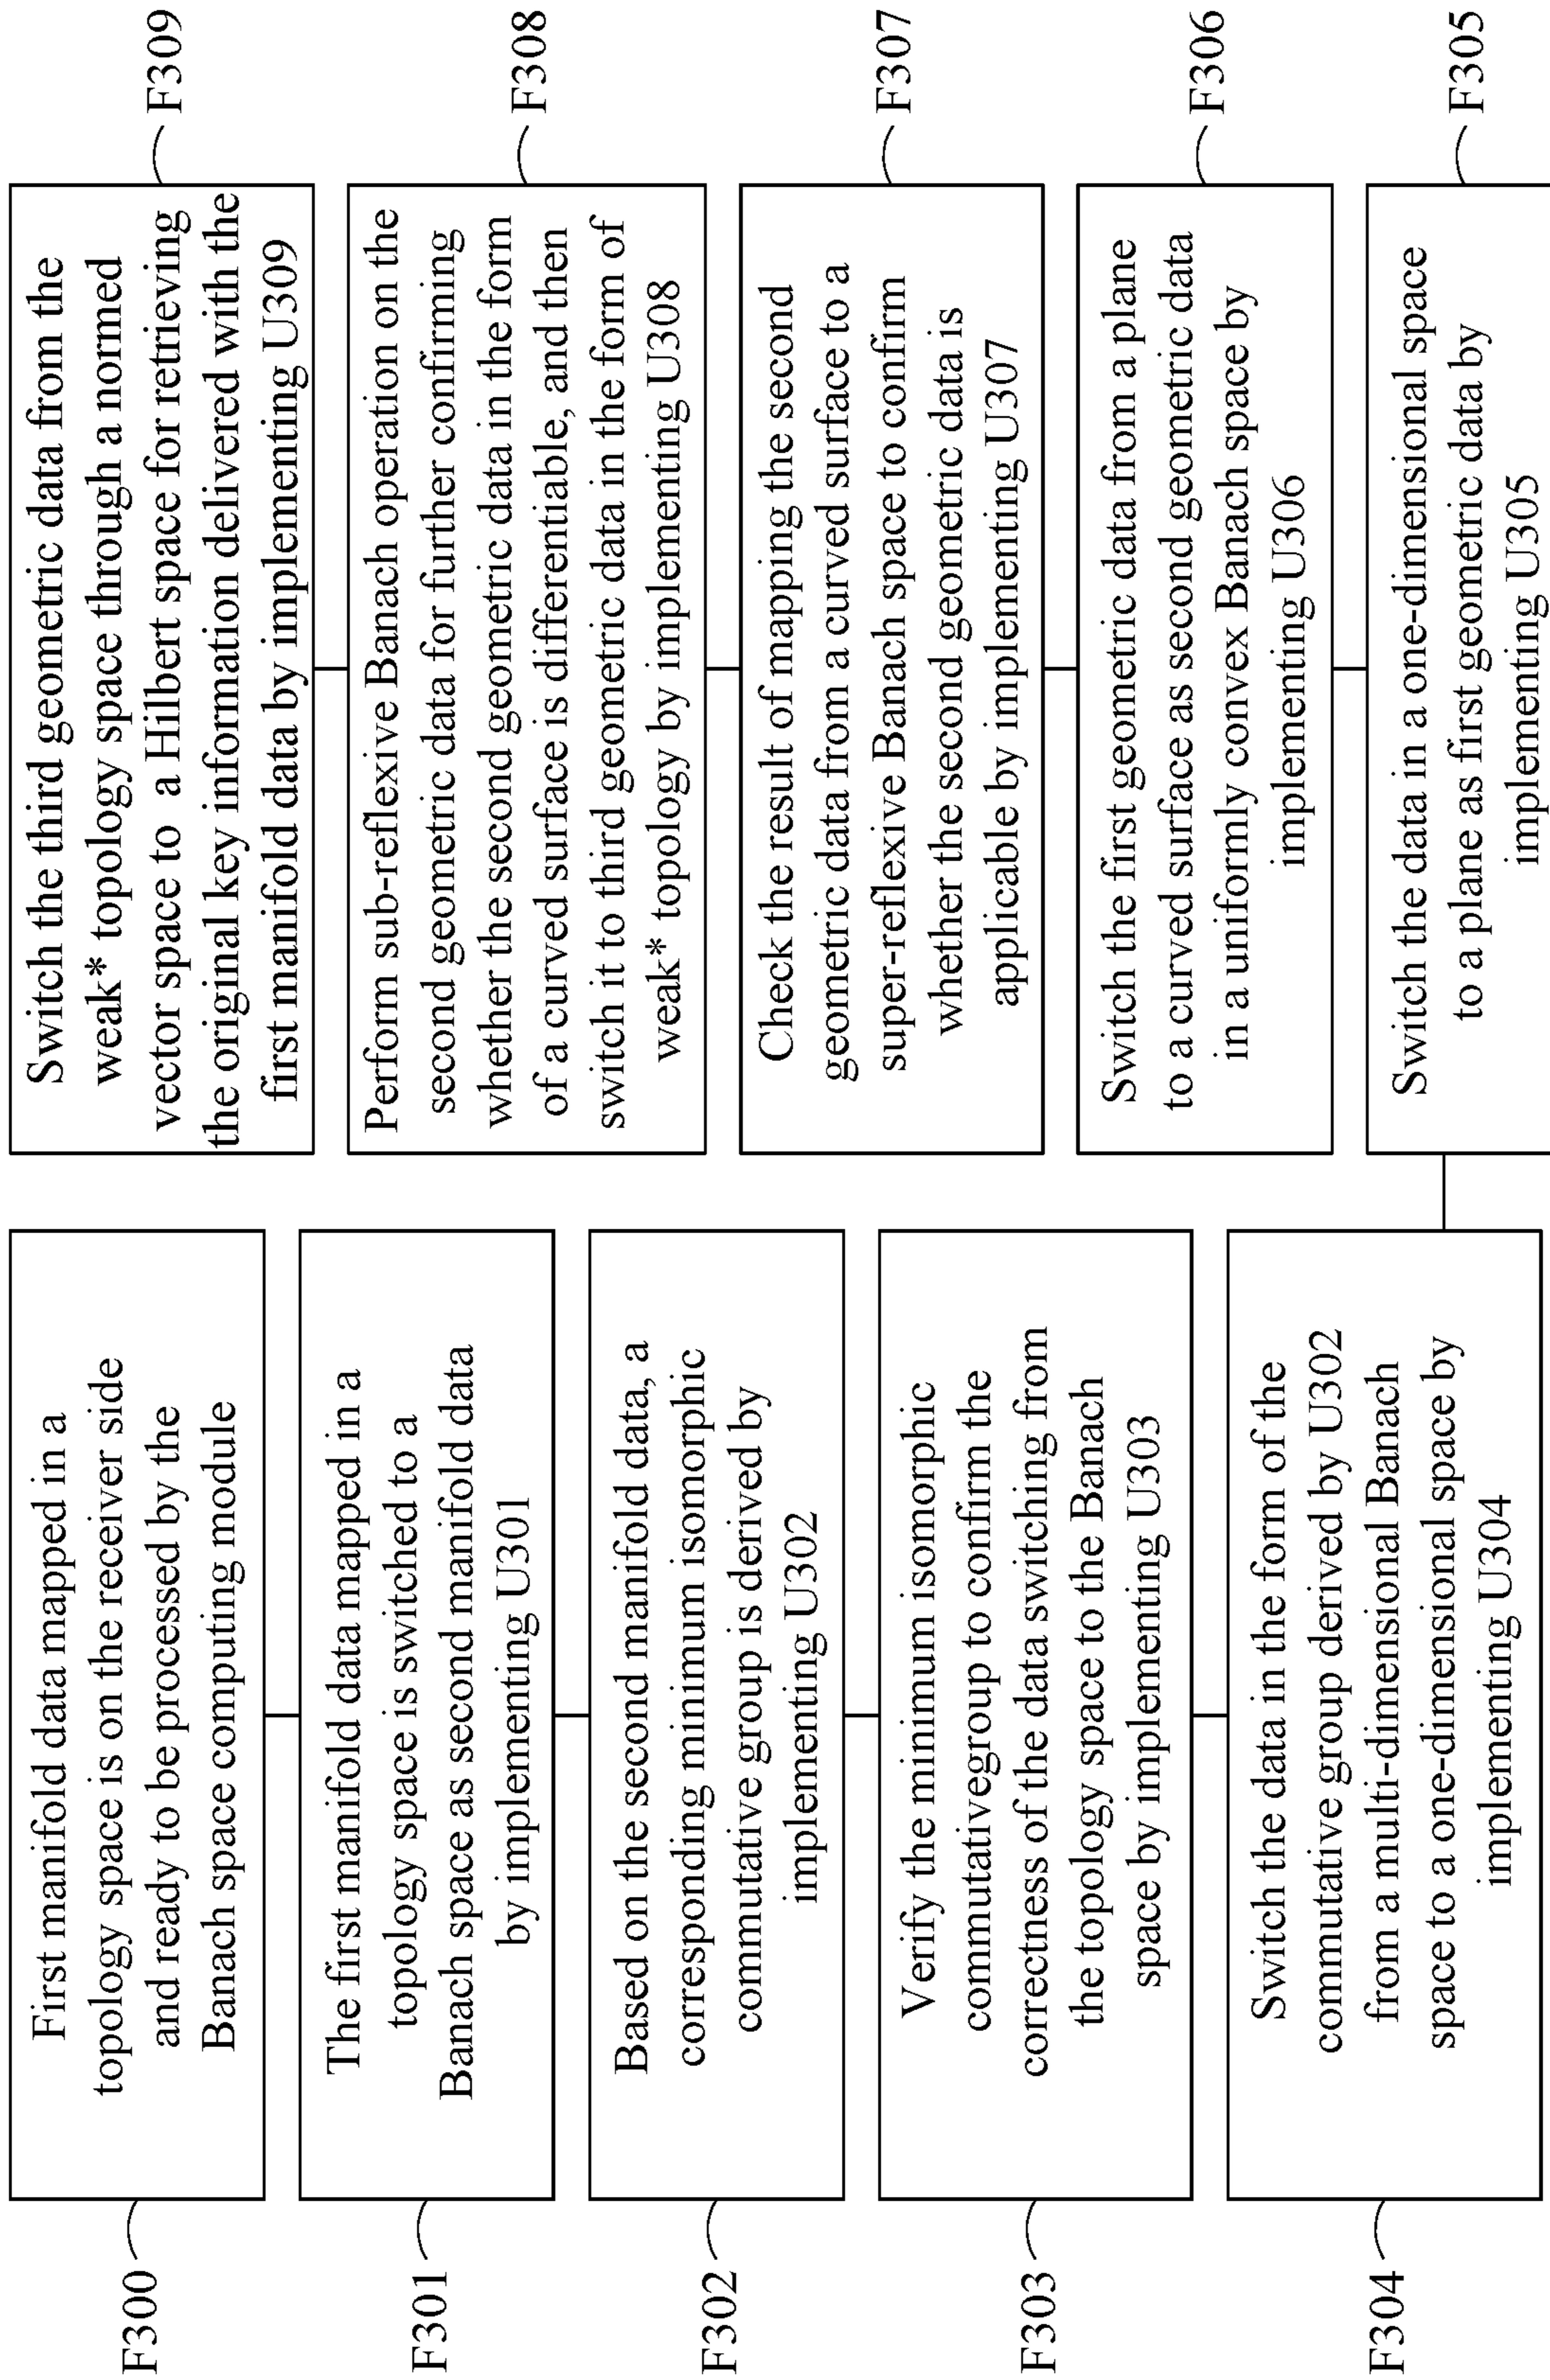 F300
First manifold data mapped in a
topology space is on the receiver side
and ready to be processed by the
Banach space computing module
F301
The first manifold data mapped in a
topology space is switched to a
Banach space as second manifold data
by implementing U301
F302
Based on the second manifold data, a
corresponding minimum isomorphic
commutative group is derived by
implementing U302
F303
Verify the minimum isomorphic
commutativegroup to confirm the
correctness of the data switching from
the topology space to the Banach
space by implementing U303
F304
Switch the data in the form of the
commutative group derived by U302
from a multi-dimensional Banach
space to a one-dimensional space by
implementing U304
Switch the data in a one-dimensional space
to a plane as first geometric data by
implementing U305
F305
Switch the first geometric data from a plane
to a curved surface as second geometric data
in a uniformly convex Banach space by
implementing U306
F306
Check the result of mapping the second
geometric data from a curved surface to a
super-reflexive Banach space to confirm
whether the second geometric data is
applicable by implementing U307
F307
Perform sub-reflexive Banach operation on the
second geometric data for further confirming
whether the second geometric data in the form
of a curved surface is differentiable, and then
switch it to third geometric data in the form of
weak* topology by implementing U308
F308
Switch the third geometric data from the
weak* topology space through a normed
vector space to a Hilbert space for retrieving
the original key information delivered with the
first manifold data by implementing U309
F309